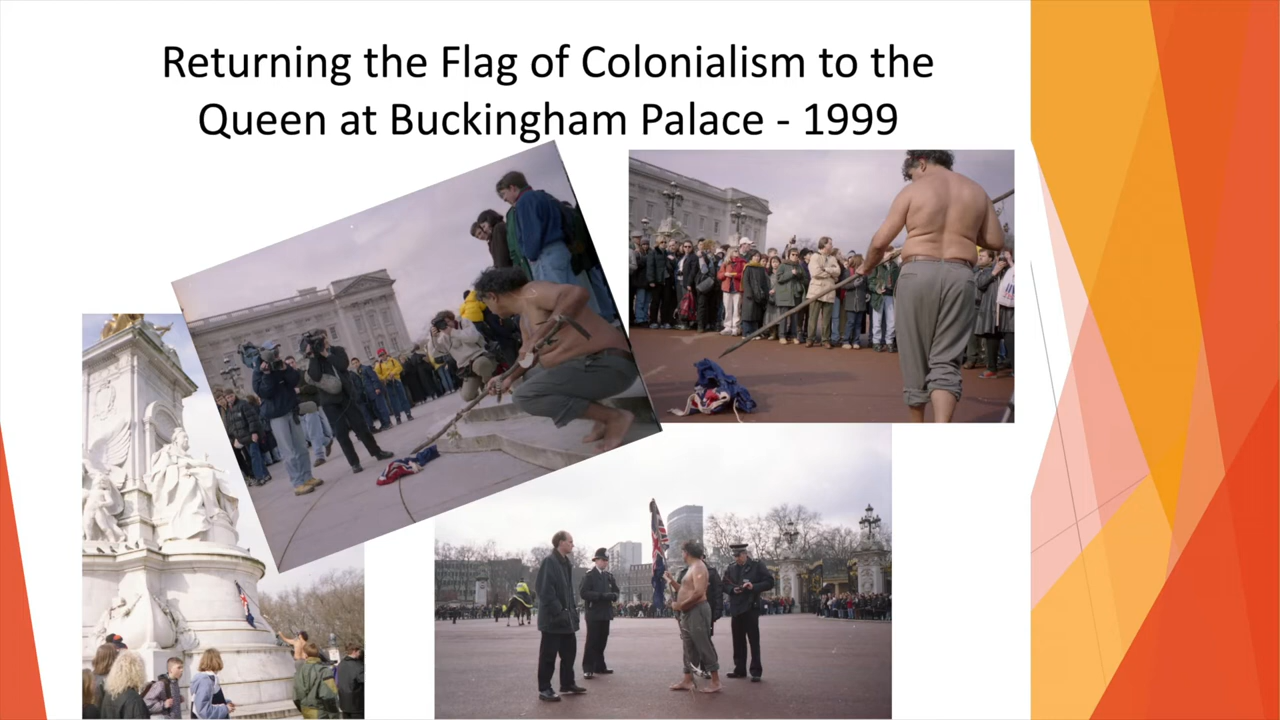 Returning the Flag of Colonialism to the
Queen at Buckingham Palace - 1999